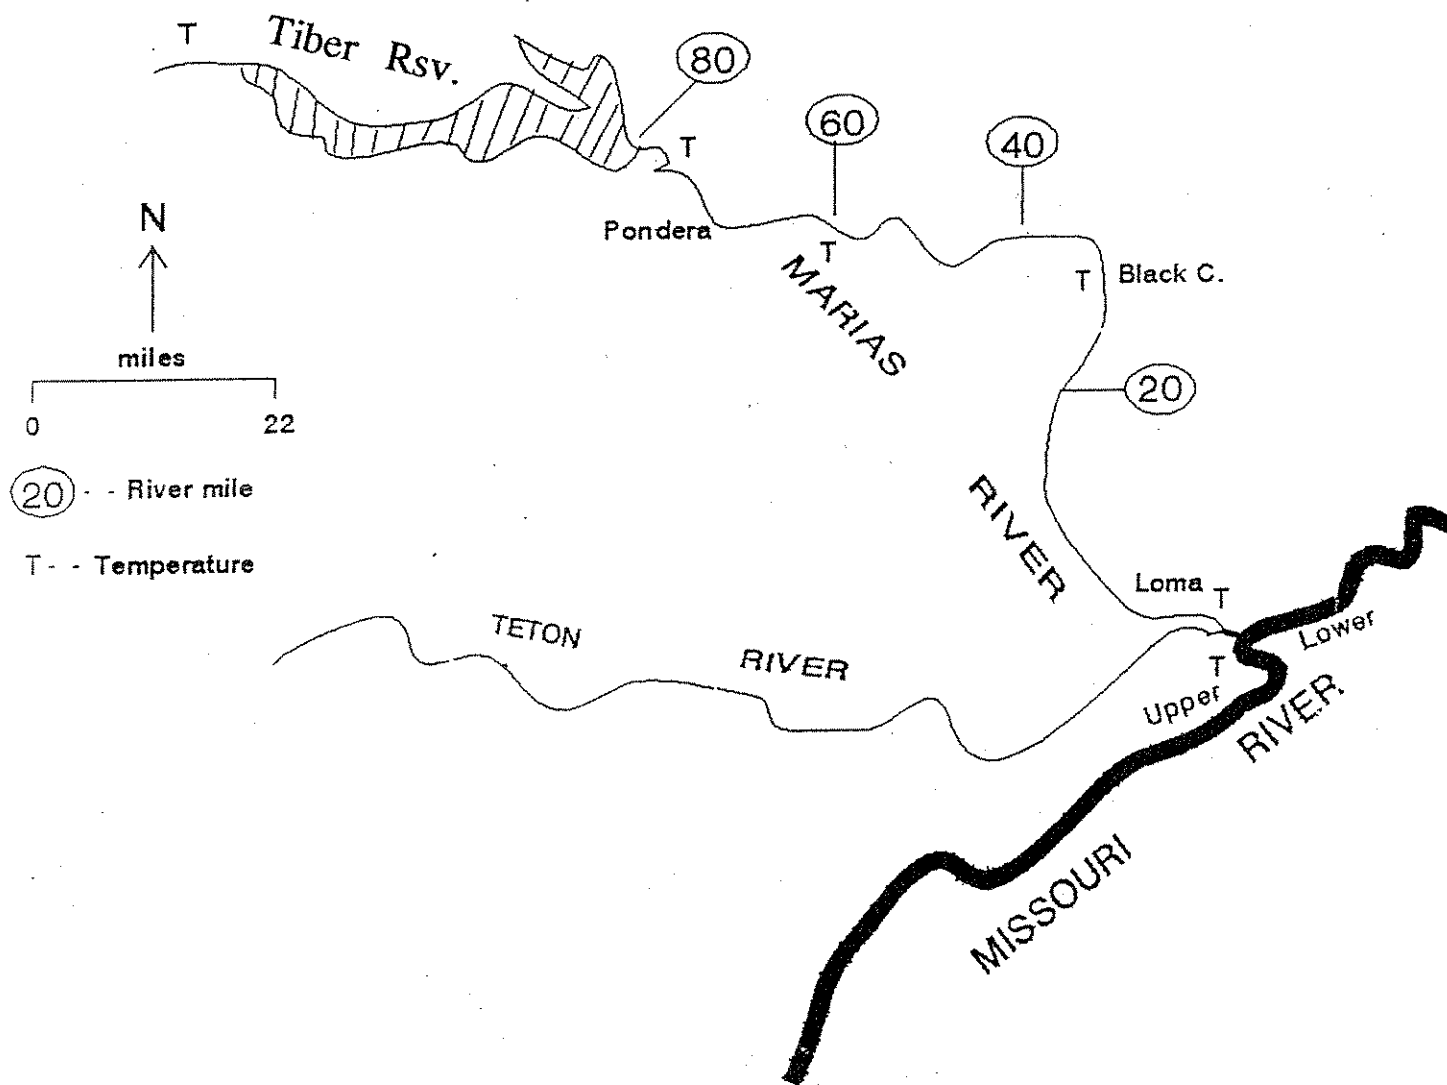 T
Tiber Rsv.
80
60
40
T
N
Pondera
T
Black C.
T
MARIAS
miles
0 22
20
20 - - River mile
RIVER
T - - Temperature
Loma T
TETON RIVER
Lower
T
Upper
RIVER
MISSOURI